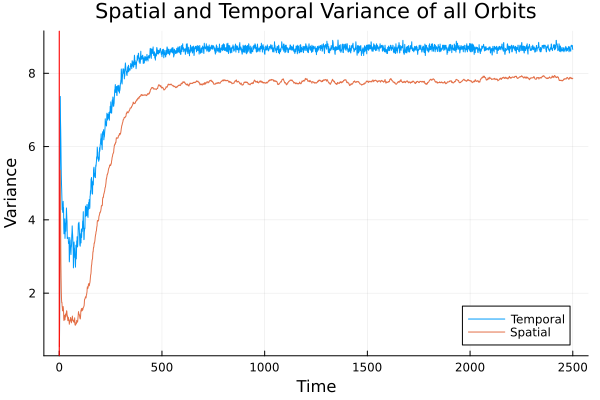 Spatial and Temporal Variance of all Orbits
Variance
8
6
4
2
Temporal
Spatial
0 500 1000 1500 2000 2500
Time